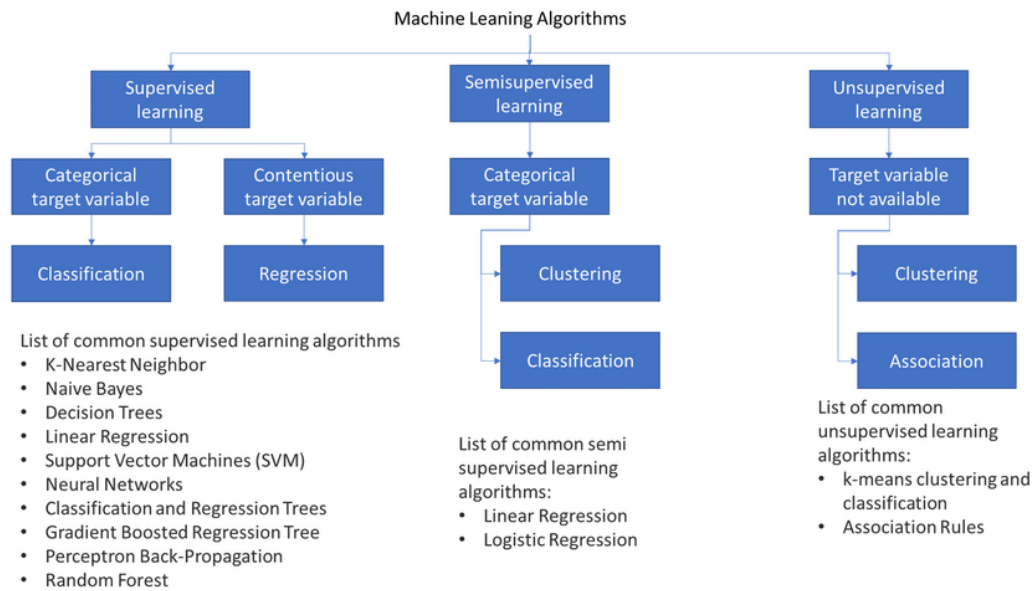 Machine Leaning Algorithms
Supervised
learning
Semisupervised
learning
Unsupervised
learning
Categorical
target variable
Contentious
target variable
Categorical
target variable
Target variable
not available
Classification
Regression
Clustering
Clustering
Classification
Association
List of common supervised learning algorithms
• K-Nearest Neighbor
• Naive Bayes
• Decision Trees
• Linear Regression
• Support Vector Machines (SVM)
• Neural Networks
• Classification and Regression Trees
• Gradient Boosted Regression Tree
• Perceptron Back-Propagation
• Random Forest
List of common semi
supervised learning
algorithms:
• Linear Regression
• Logistic Regression
List of common
unsupervised learning
algorithms:
• k-means clustering and
classification
• Association Rules